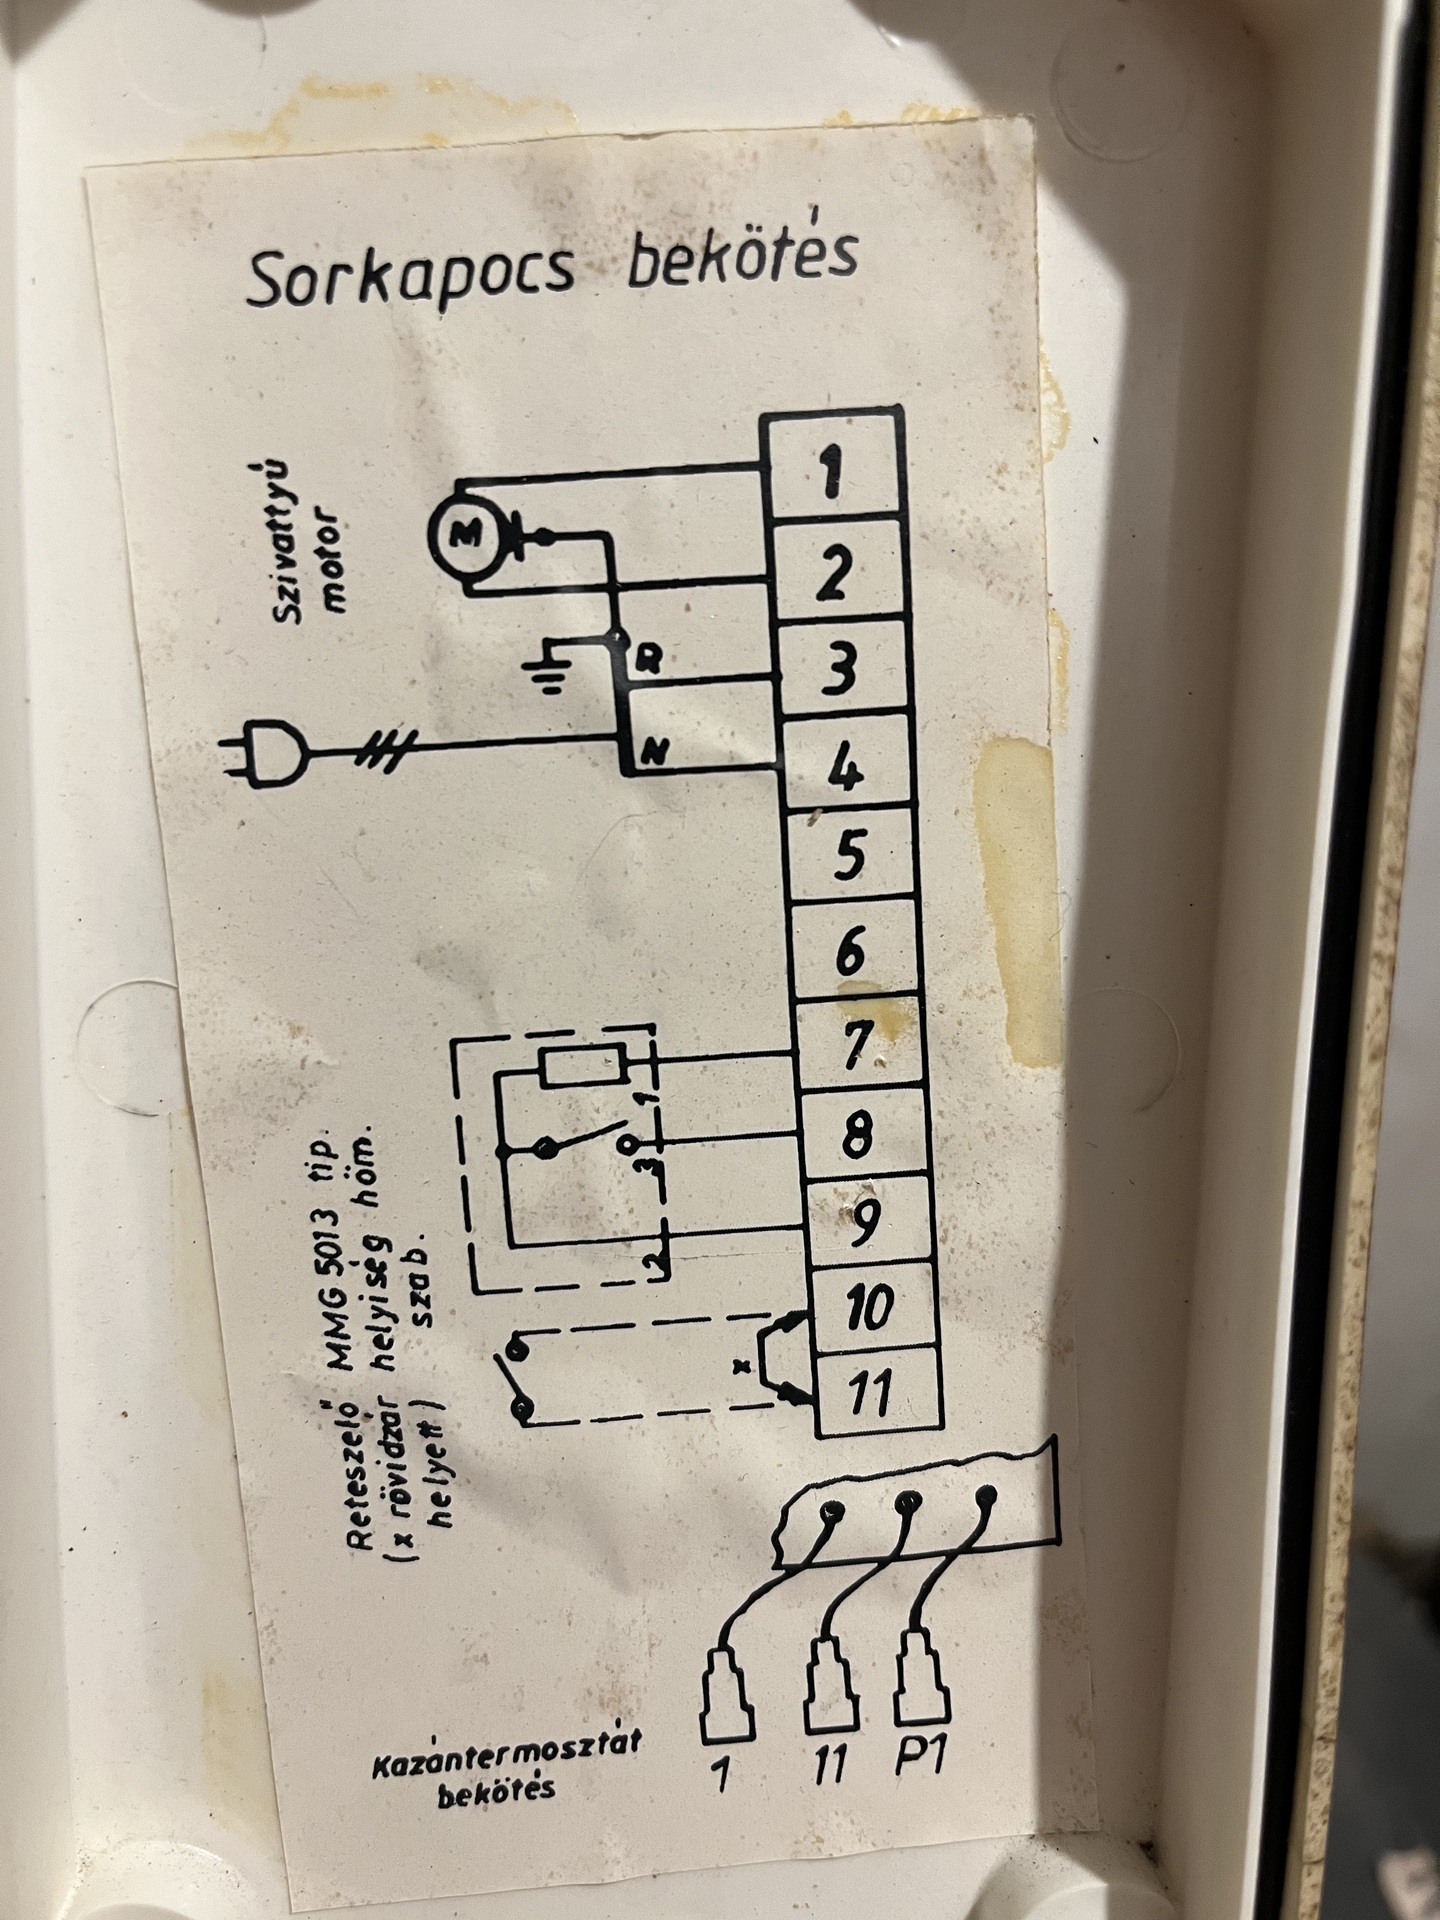 Sorkapocs bekötés
Szivattyú
motor
M
R
N
1
2
3
4
5
6
7
8
9
10
11
1
3
2
x
MMG 5013 tip.
helyiség hőm.
szab.
Reteszelő
(x rövidzár
helyett)
Kazántermosztát
bekötés
1
11
P1